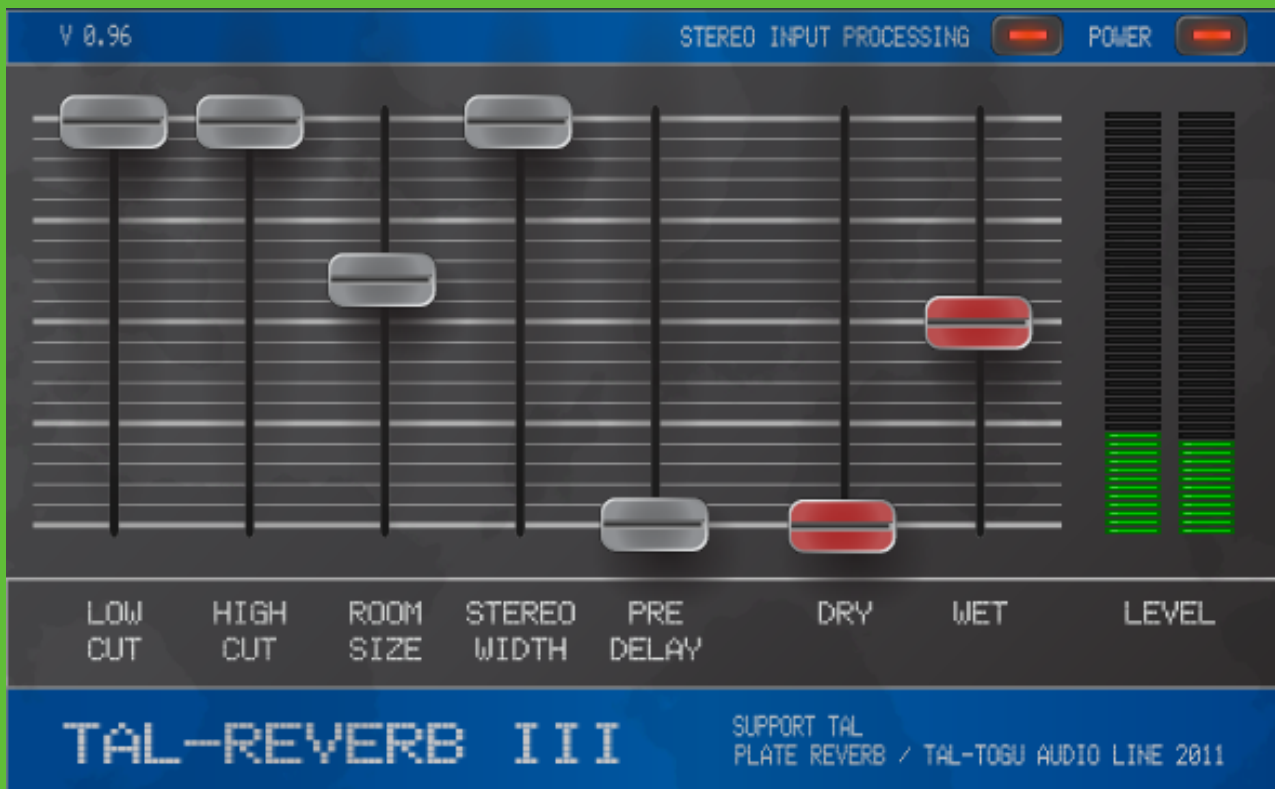 V 0.96
STEREO INPUT PROCESSING
POWER
LOW CUT
HIGH CUT
ROOM SIZE
STEREO WIDTH
PRE DELAY
DRY
WET
LEVEL
TAL-REVERB III
SUPPORT TAL
PLATE REVERB / TAL-TOGU AUDIO LINE 2011